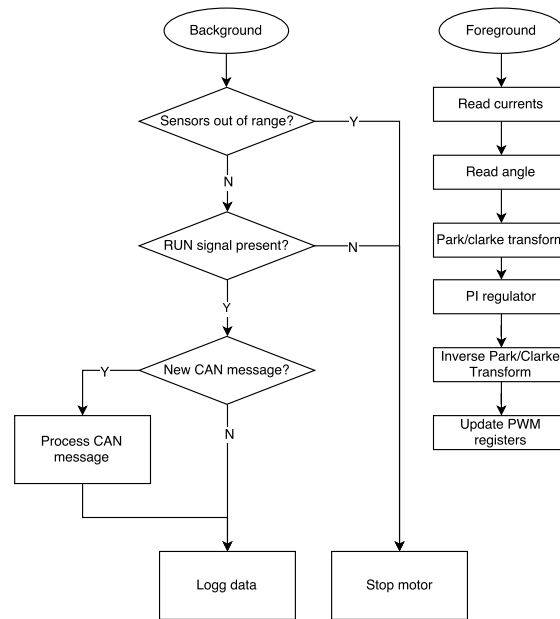 Background
Sensors out of range?
Y
N
RUN signal present?
N
Y
New CAN message?
Y
N
Process CAN
message
Logg data
Stop motor
Foreground
Read currents
Read angle
Park/clarke transform
PI regulator
Inverse Park/Clarke
Transform
Update PWM
registers